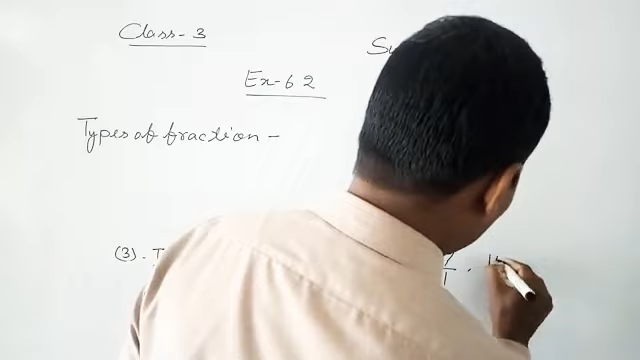 Class-3
Ex-6 2
Types of fraction -
(3).